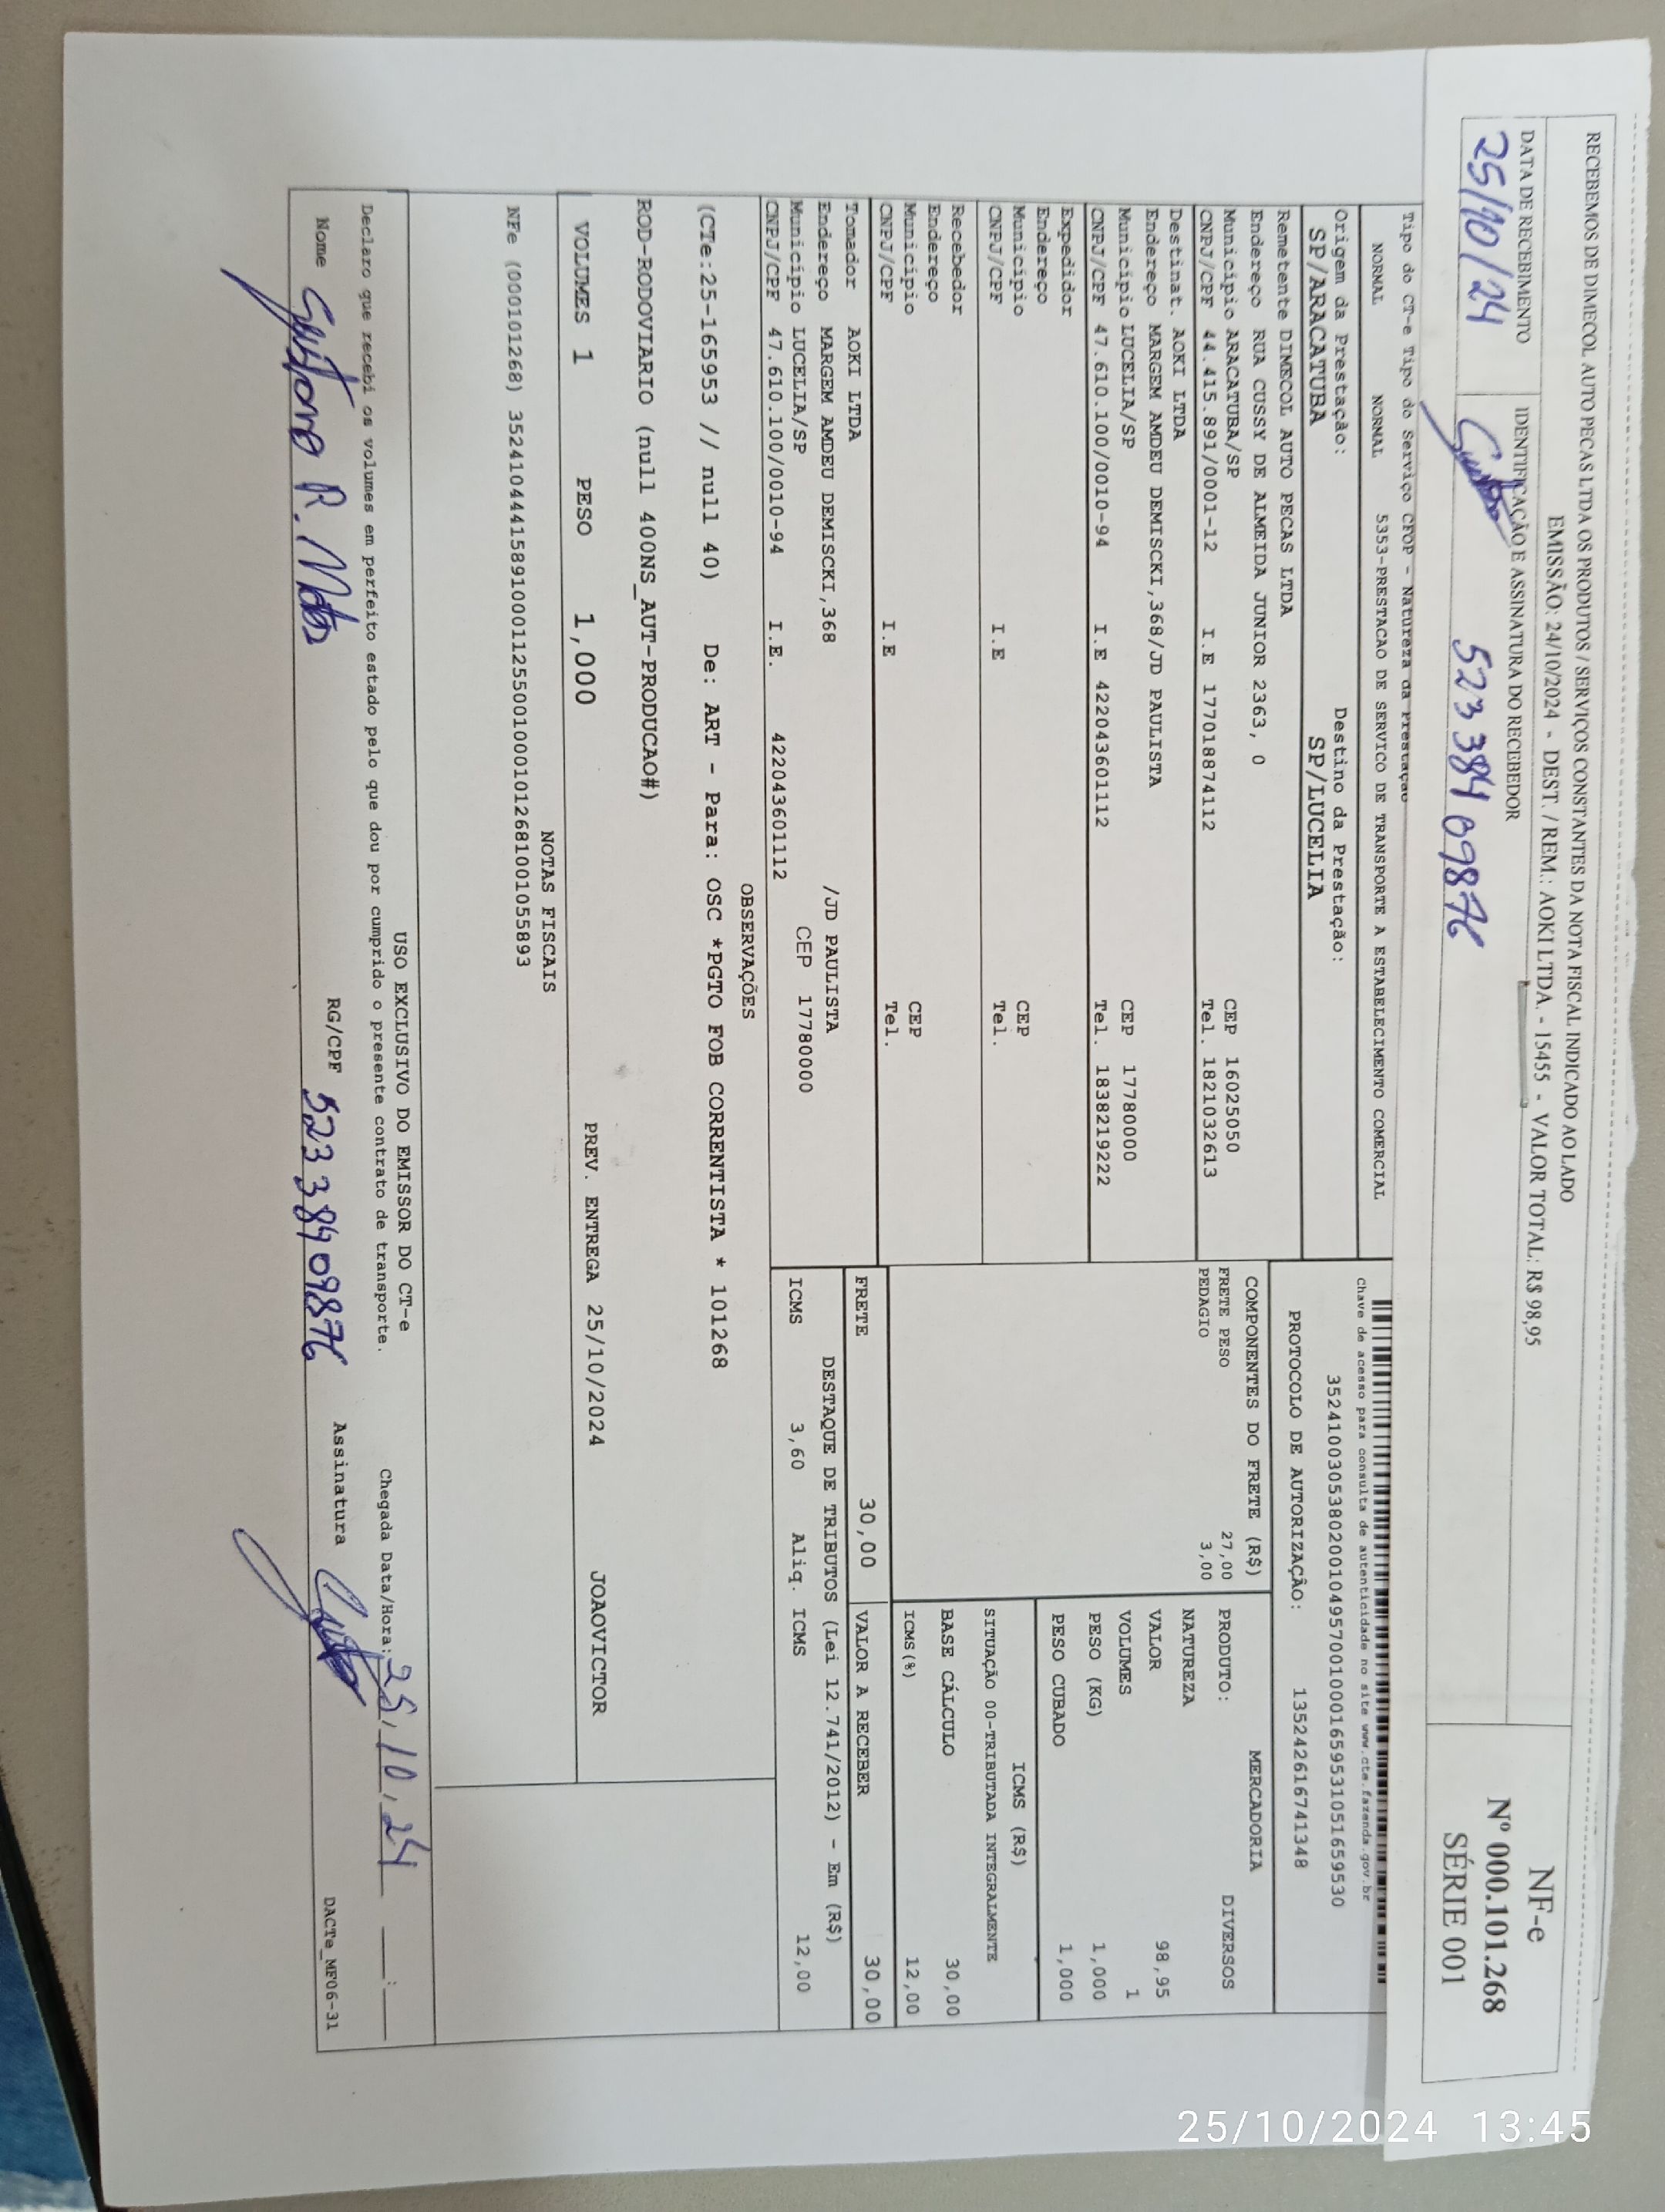 RECEBEMOS DE DIMECOL AUTO PECAS LTDA OS PRODUTOS / SERVIÇOS CONSTANTES DA NOTA FISCAL INDICADO AO LADO
EMISSÃO: 24/10/2024 - DEST. / REM.: AOKI LTDA. - 15455 - VALOR TOTAL: R$ 98,95
DATA DE RECEBIMENTO
IDENTIFICAÇÃO E ASSINATURA DO RECEBEDOR
25/10/24
523 384 09876
NF-e
Nº 000.101.268
SÉRIE 001
Tipo do CT-e Tipo do Serviço CFOP - Natureza da Prestação
NORMAL NORMAL 5353-PRESTACAO DE SERVICO DE TRANSPORTE A ESTABELECIMENTO COMERCIAL
Origem da Prestação: Destino da Prestação:
SP/ARACATUBA SP/LUCELIA
Remetente DIMECOL AUTO PECAS LTDA
Endereço RUA CUSSY DE ALMEIDA JUNIOR 2363, 0
Município ARACATUBA/SP CEP 16025050
CNPJ/CPF 44.415.891/0001-12 I.E 177018874112 Tel. 1821032613
Destinat. AOKI LTDA
Endereço MARGEM AMDEU DEMISCKI,368/JD PAULISTA
Município LUCELIA/SP CEP 17780000
CNPJ/CPF 47.610.100/0010-94 I.E 422043601112 Tel. 1838219222
Expedidor
Endereço
Município CEP
CNPJ/CPF I.E Tel.
Recebedor
Endereço
Município CEP
CNPJ/CPF I.E Tel.
Tomador AOKI LTDA
Endereço MARGEM AMDEU DEMISCKI,368 /JD PAULISTA
Município LUCELIA/SP CEP 17780000
CNPJ/CPF 47.610.100/0010-94 I.E. 422043601112
chave de acesso para consulta de autenticidade no site www.cte.fazenda.gov.br
35241003053802001049570010001659531051659530
PROTOCOLO DE AUTORIZAÇÃO: 135242616741348
COMPONENTES DO FRETE (R$)
FRETE PESO 27,00
PEDAGIO 3,00
MERCADORIA
PRODUTO: DIVERSOS
NATUREZA
VALOR 98,95
VOLUMES 1
PESO (KG) 1,000
PESO CUBADO 1,000
ICMS (R$)
SITUAÇÃO 00-TRIBUTADA INTEGRALMENTE
BASE CÁLCULO 30,00
ICMS(%) 12,00
FRETE 30,00 VALOR A RECEBER 30,00
DESTAQUE DE TRIBUTOS (Lei 12.741/2012) - Em (R$)
ICMS 3,60 Aliq. ICMS 12,00
OBSERVAÇÕES
(CTe:25-165953 // null 40) De: ART - Para: OSC *PGTO FOB CORRENTISTA * 101268
ROD-RODOVIARIO (null 400NS_AUT-PRODUCAO#)
VOLUMES 1 PESO 1,000 PREV. ENTREGA 25/10/2024 JOAOVICTOR
NOTAS FISCAIS
NFe (000101268) 35241044415891000112550010001012681001055893
USO EXCLUSIVO DO EMISSOR DO CT-e
Declaro que recebi os volumes em perfeito estado pelo que dou por cumprido o presente contrato de transporte. Chegada Data/Hora: 25/10/24 __:__
Nome Gustavo R. Matos RG/CPF 523 384 09876 Assinatura
DACTe_MF06-31
25/10/2024 13:45